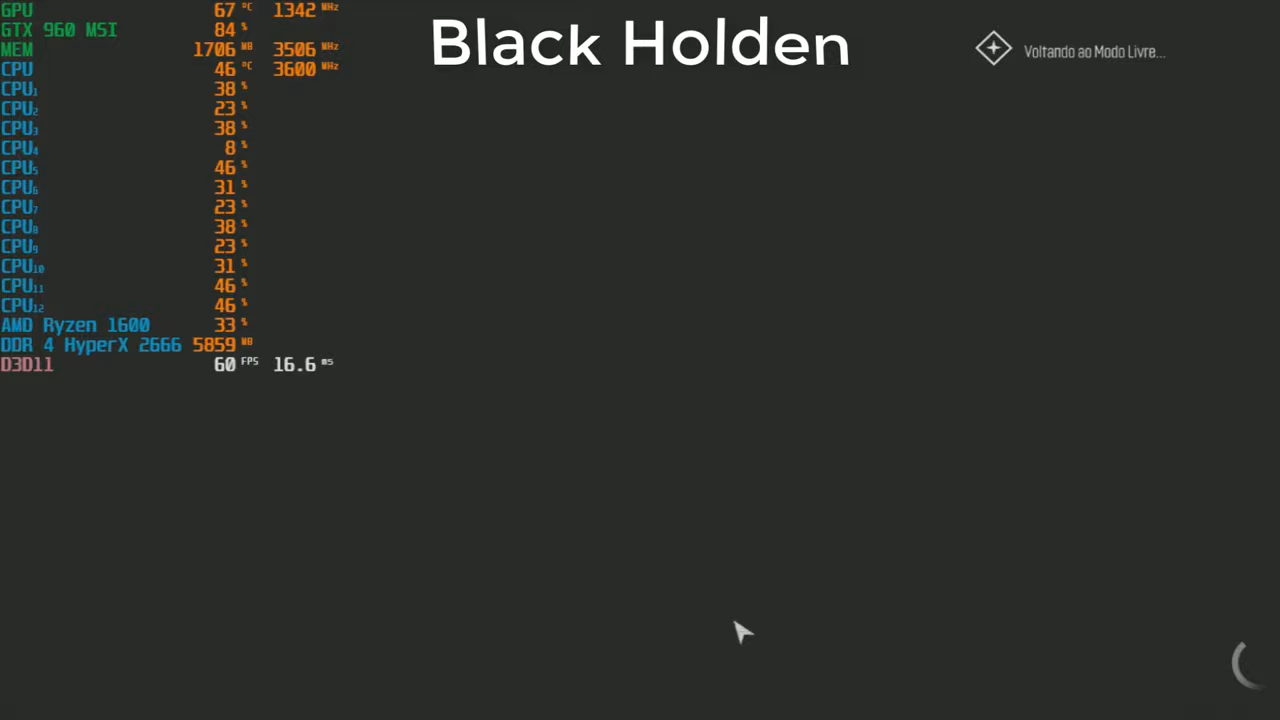 GPU 67 °C 1342 MHz
GTX 960 MSI 84 %
MEM 1706 MB 3506 MHz
CPU 46 °C 3600 MHz
CPU1 38 %
CPU2 23 %
CPU3 38 %
CPU4 8 %
CPU5 46 %
CPU6 31 %
CPU7 23 %
CPU8 38 %
CPU9 23 %
CPU10 31 %
CPU11 46 %
CPU12 46 %
AMD Ryzen 1600 33 %
DDR 4 HyperX 2666 5859 MB
D3D11 60 FPS 16.6 ms
Black Holden
Voltando ao Modo Livre...